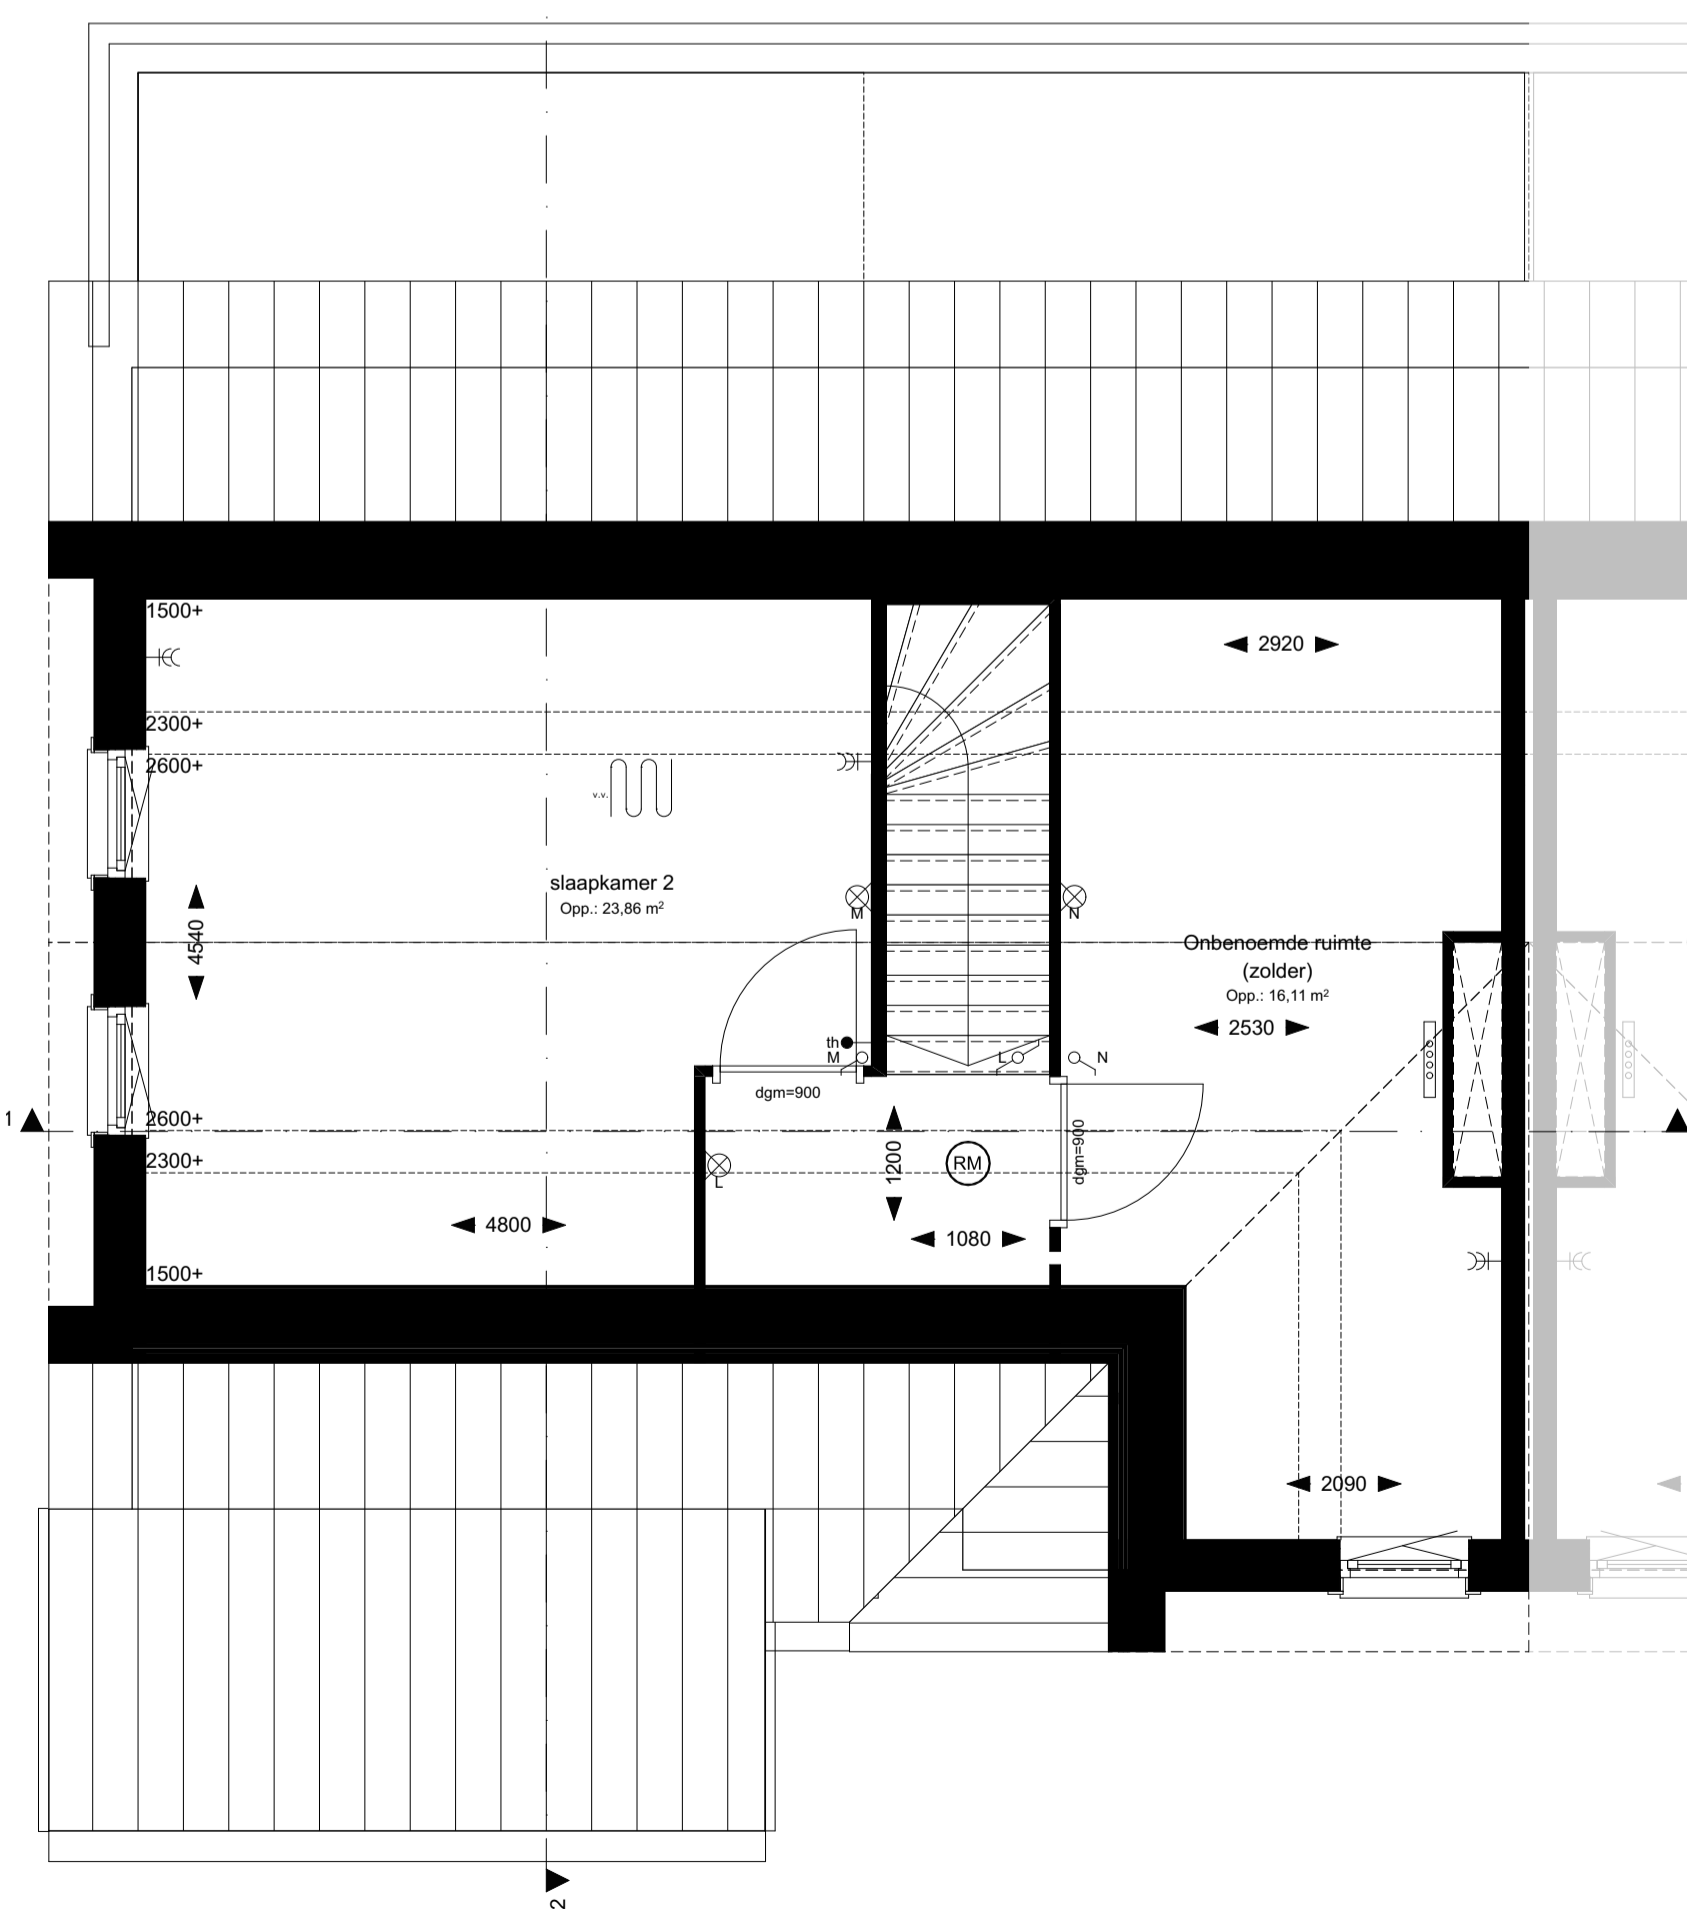 1500+
2920
2300+
2600+
v.v.
slaapkamer 2
Opp.: 23,86 m²
M
N
4540
Onbenoemde ruimte
(zolder)
Opp.: 16,11 m²
2530
th
M
L
N
dgm=900
1
2600+
dgm=900
1200
RM
2300+
L
4800
1080
1500+
2090
2